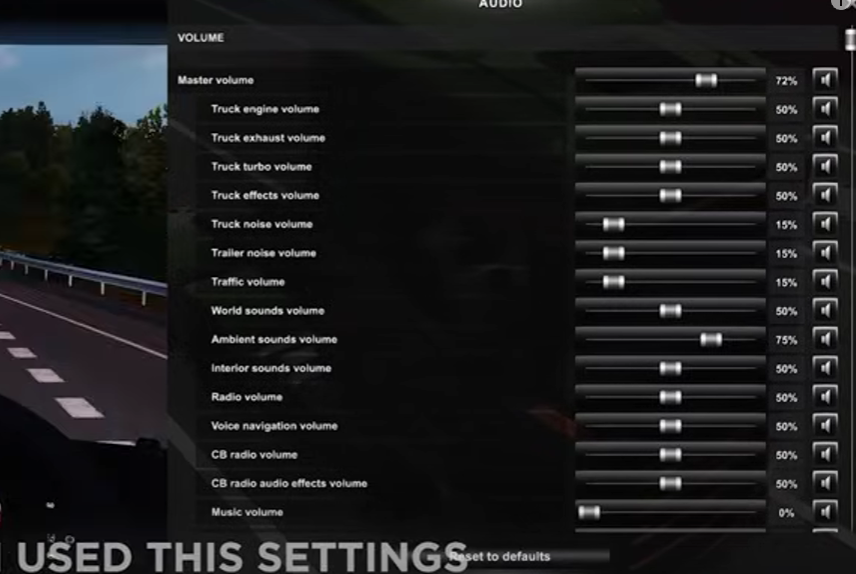 AUDIO
VOLUME
Master volume 72%
Truck engine volume 50%
Truck exhaust volume 50%
Truck turbo volume 50%
Truck effects volume 50%
Truck noise volume 15%
Trailer noise volume 15%
Traffic volume 15%
World sounds volume 50%
Ambient sounds volume 75%
Interior sounds volume 50%
Radio volume 50%
Voice navigation volume 50%
CB radio volume 50%
CB radio audio effects volume 50%
Music volume 0%
USED THIS SETTINGS
Reset to defaults